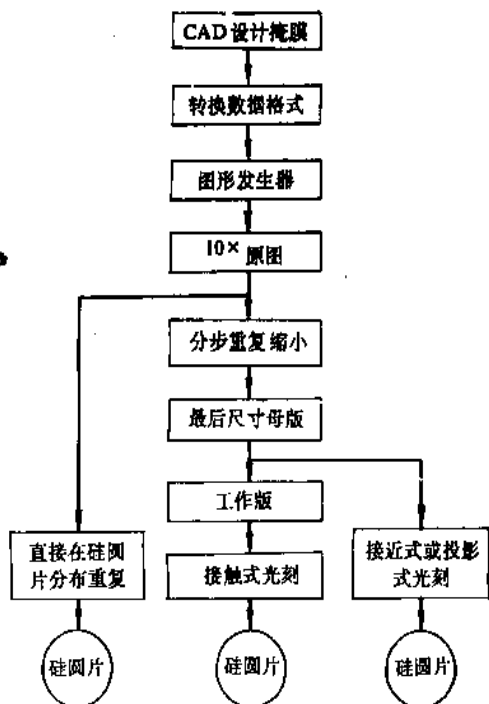 CAD 设计掩膜
转换数据格式
图形发生器
10× 原图
分步重复缩小
最后尺寸母版
工作版
直接在硅圆
片分布重复
接触式光刻
接近式或投影
式光刻
硅圆片
硅圆片
硅圆片